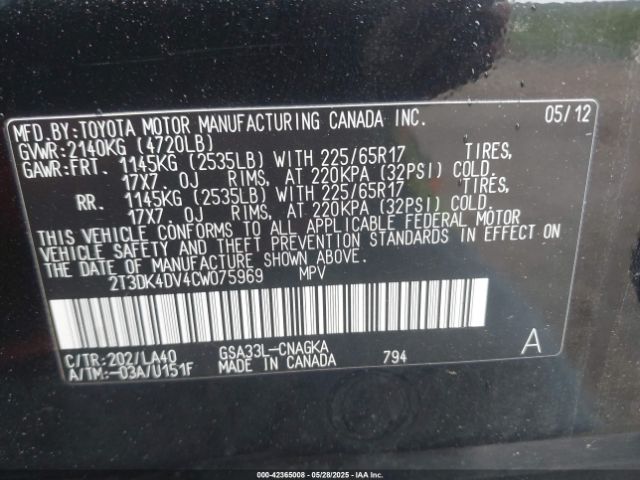 MFD.BY:TOYOTA MOTOR MANUFACTURING CANADA INC. 05/12
GVWR:2140KG (4720LB)
GAWR:FRT. 1145KG (2535LB) WITH 225/65R17 TIRES,
17X7.0J RIMS, AT 220KPA (32PSI) COLD.
RR. 1145KG (2535LB) WITH 225/65R17 TIRES,
17X7.0J RIMS, AT 220KPA (32PSI) COLD.
THIS VEHICLE CONFORMS TO ALL APPLICABLE FEDERAL MOTOR
VEHICLE SAFETY AND THEFT PREVENTION STANDARDS IN EFFECT ON
THE DATE OF MANUFACTURE SHOWN ABOVE.
2T3DK4DV4CW075969 MPV
C/TR:202/LA40 GSA33L-CNAGKA
A/TM:-03A/U151F MADE IN CANADA 794 A
000-42365008 | 05/28/2025 | IAA Inc.